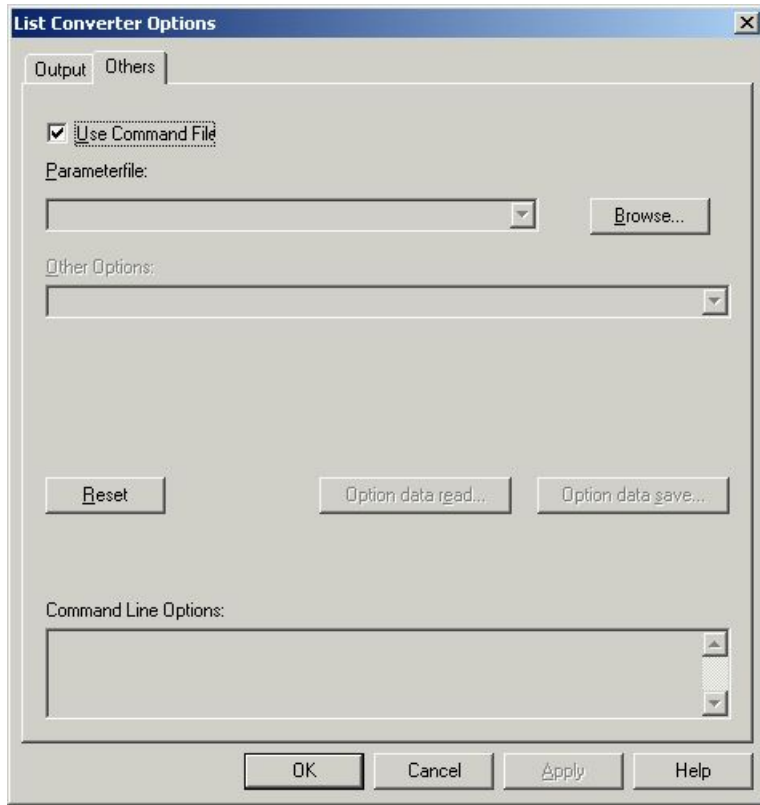 List Converter Options
Output Others
Use Command File
Parameterfile:
Browse...
Other Options:
Reset Option data read... Option data save...
Command Line Options:
OK Cancel Apply Help